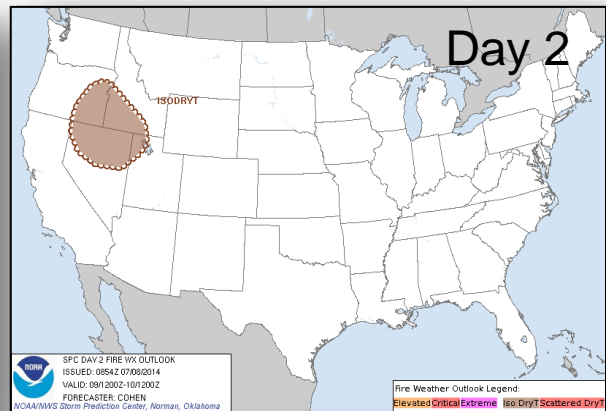 Day 2
ISODRYT
SPC DAY 2 FIRE WX OUTLOOK
ISSUED: 0854Z 07/08/2014
VALID: 09/1200Z-10/1200Z
FORECASTER: COHEN
NOAA/NWS Storm Prediction Center, Norman, Oklahoma
NOAA
Fire Weather Outlook Legend:
Elevated Critical Extreme Iso DryT Scattered DryT